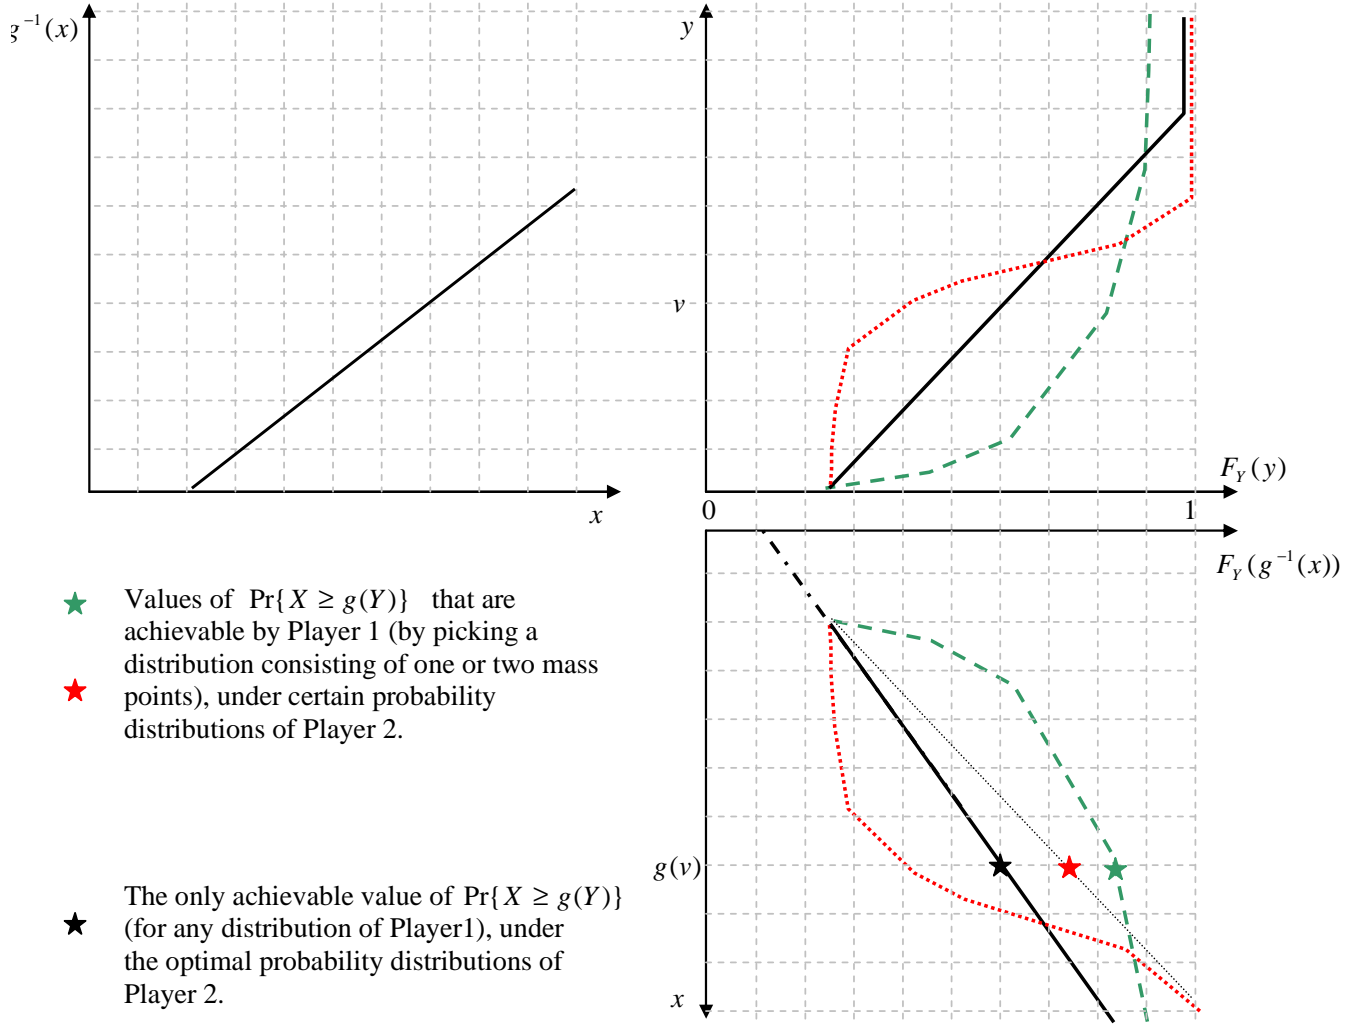 g⁻¹(x)
y
v
x
F_Y(y)
0
1
F_Y(g⁻¹(x))
Values of Pr{X ≥ g(Y)} that are
achievable by Player 1 (by picking a
distribution consisting of one or two mass
points), under certain probability
distributions of Player 2.
g(v)
The only achievable value of Pr{X ≥ g(Y)}
(for any distribution of Player1), under
the optimal probability distributions of
Player 2.
x